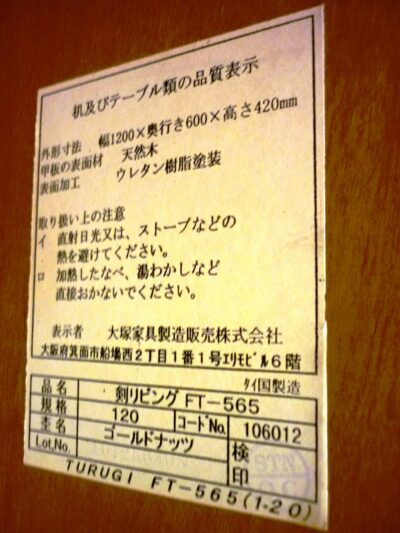 机及びテーブル類の品質表示
外形寸法 幅1200×奥行き600×高さ420mm
甲板の表面材 天然木
表面加工 ウレタン樹脂塗装
取り扱い上の注意
イ 直射日光又は、ストーブなどの
熱を避けてください。
ロ 加熱したなべ、湯わかしなど
直接おかないでください。
表示者 大塚家具製造販売株式会社
大阪府箕面市船場西2丁目1番1号エリモビル6階
タイ国製造
品名 剣リビング FT-565
規格 120 コードNo. 106012
杢名 ゴールドナッツ 検印
Lot.No.
TURUGI FT-565(1-20)